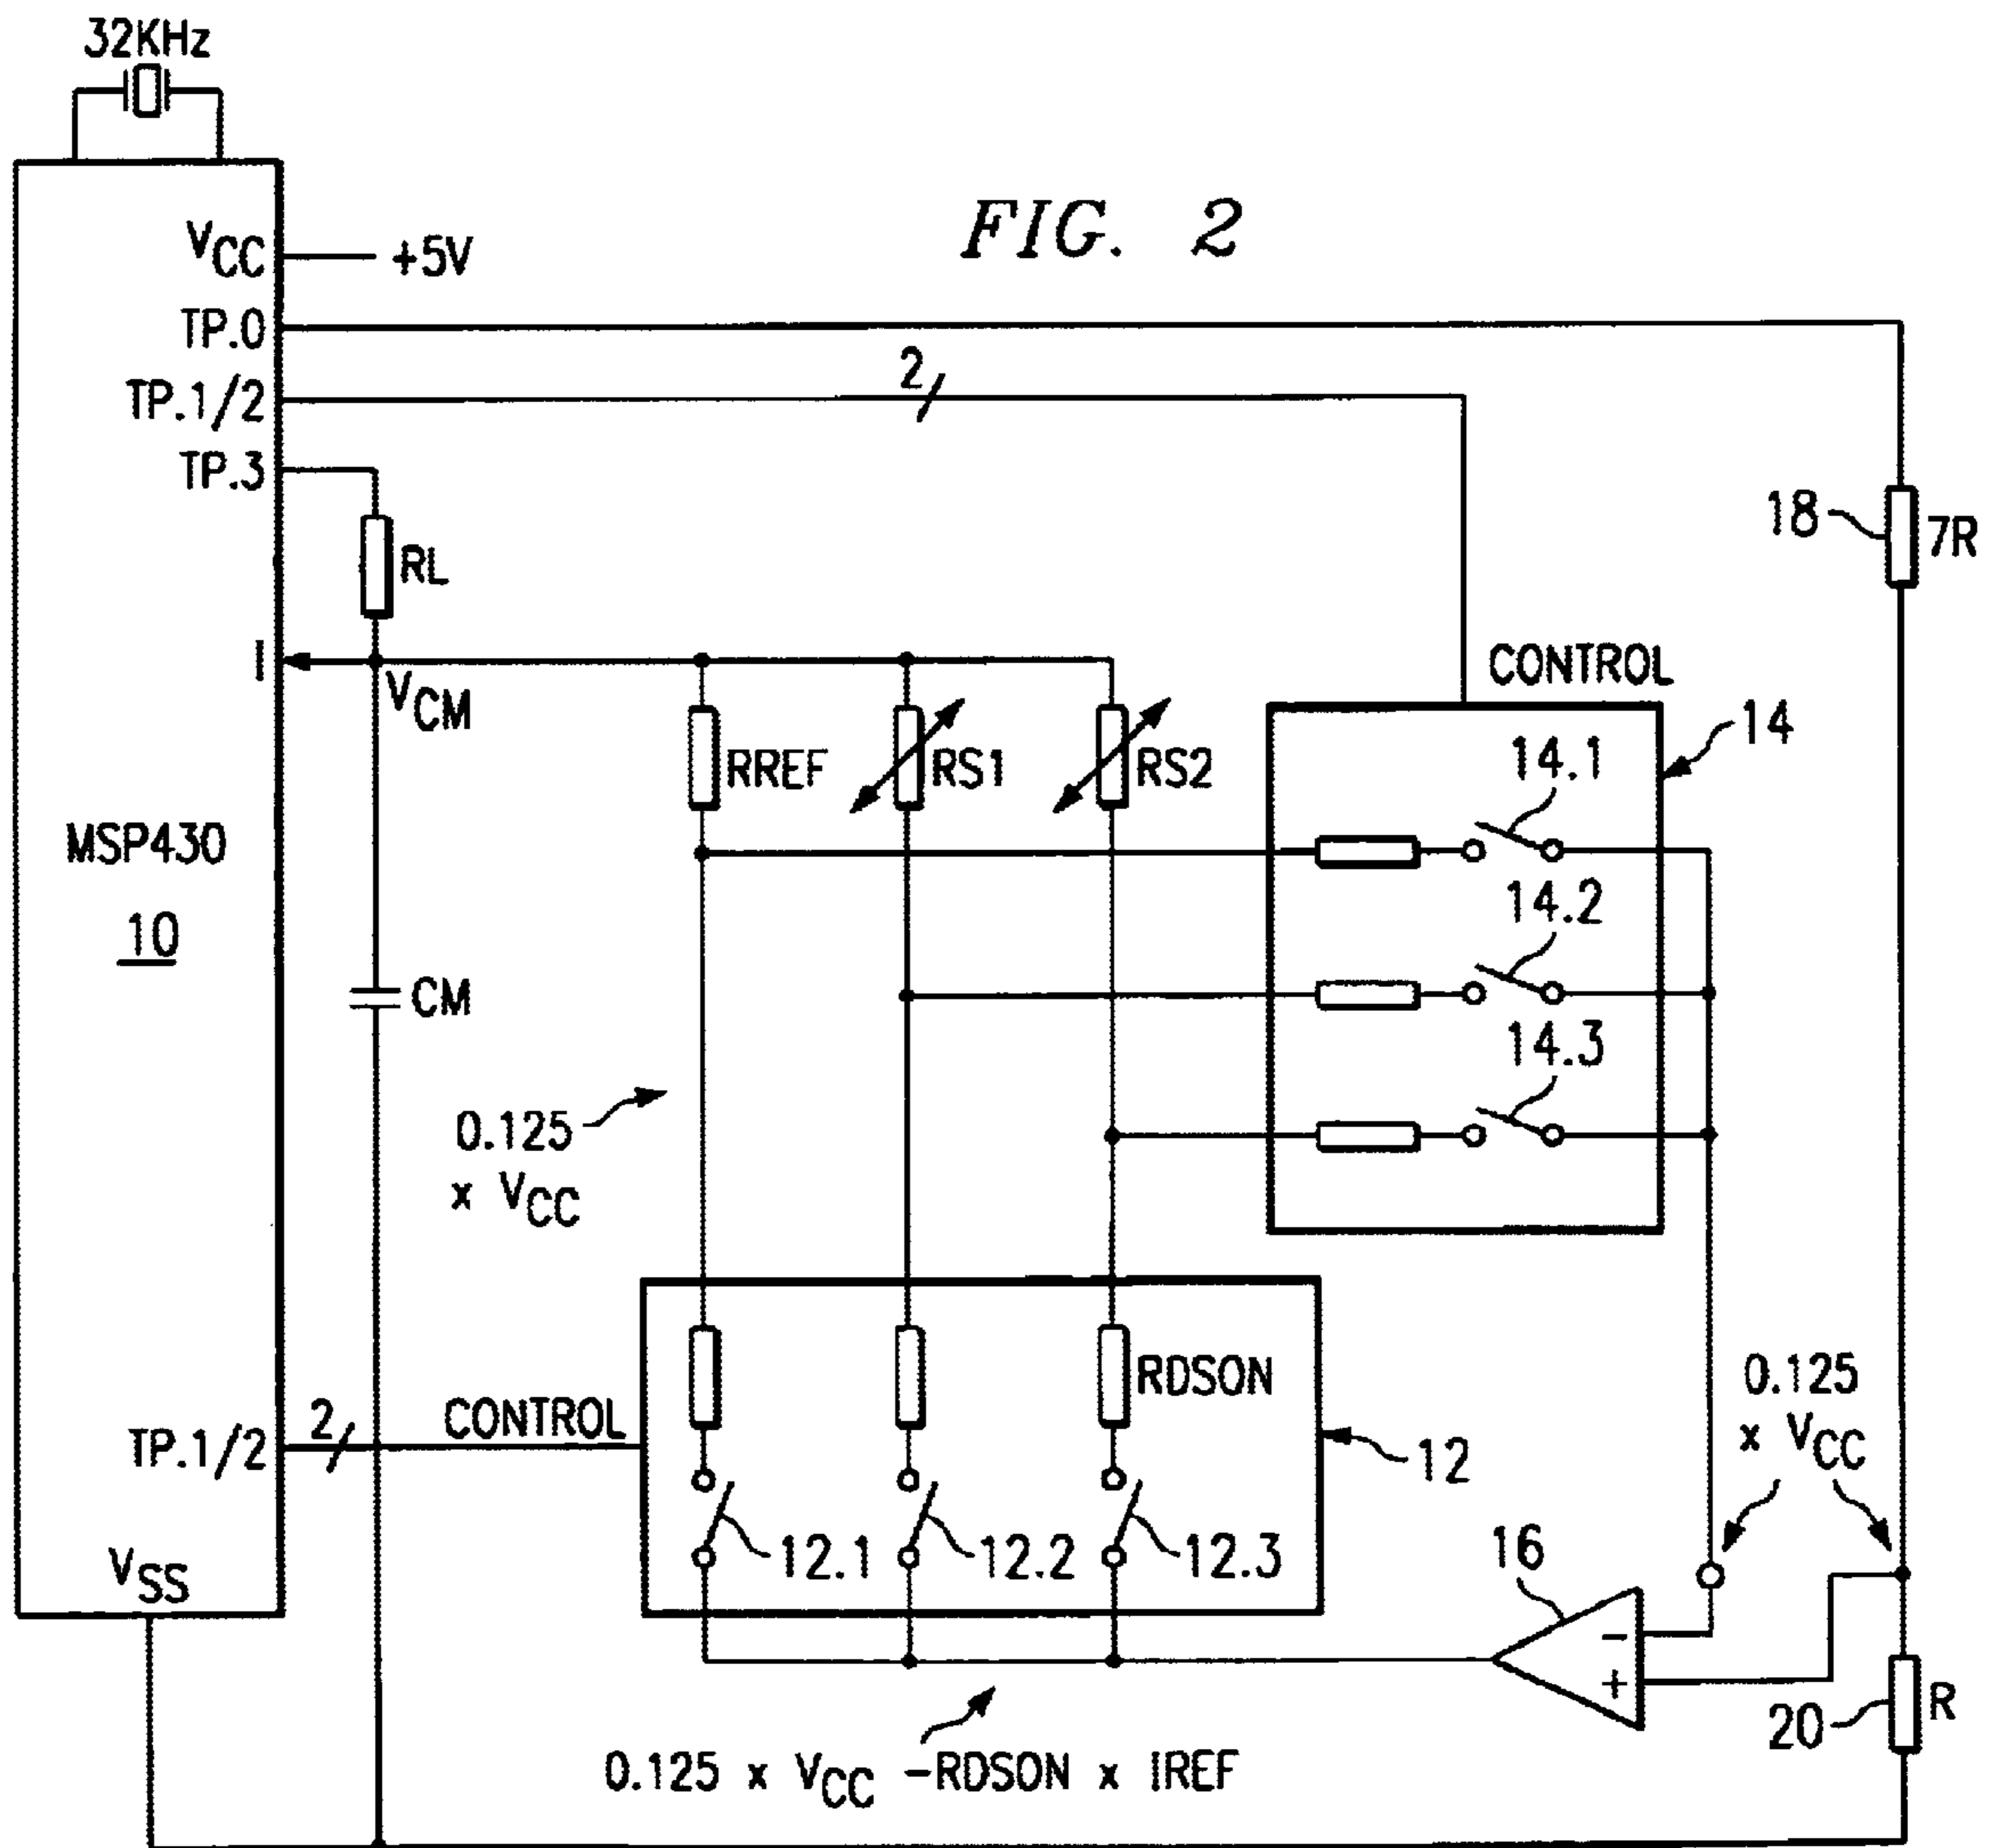 32KHz
FIG. 2
VCC
+5V
TP.0
TP.1/2
2
TP.3
RL
18
7R
I
VCM
CONTROL
RREF
RS1
RS2
14
14.1
MSP430
10
14.2
CM
14.3
0.125
x VCC
RDSON
0.125
x VCC
TP.1/2
2
CONTROL
12
12.1
12.2
12.3
16
VSS
-
+
20
R
0.125 x VCC -RDSON x IREF